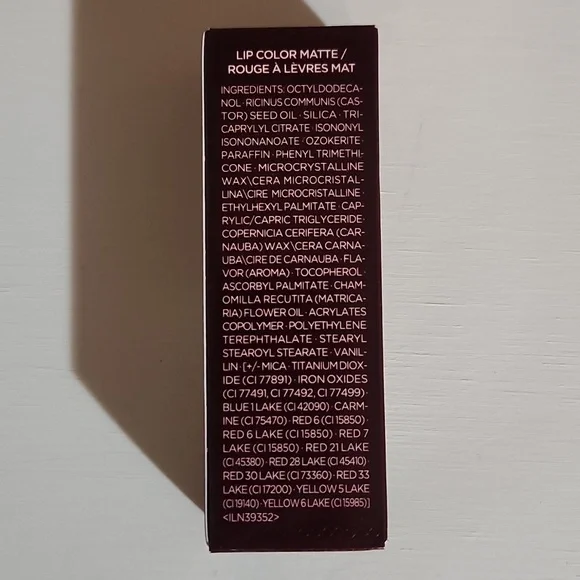 LIP COLOR MATTE /
ROUGE À LÈVRES MAT
INGREDIENTS: OCTYLDODECA-
NOL · RICINUS COMMUNIS (CAS-
TOR) SEED OIL · SILICA · TRI-
CAPRYLYL CITRATE · ISONONYL
ISONONANOATE · OZOKERITE ·
PARAFFIN · PHENYL TRIMETHI-
CONE · MICROCRYSTALLINE
WAX\CERA MICROCRISTAL-
LINA\CIRE MICROCRISTALLINE ·
ETHYLHEXYL PALMITATE · CAP-
RYLIC/CAPRIC TRIGLYCERIDE ·
COPERNICIA CERIFERA (CAR-
NAUBA) WAX\CERA CARNA-
UBA\CIRE DE CARNAUBA · FLA-
VOR (AROMA) · TOCOPHEROL ·
ASCORBYL PALMITATE · CHAM-
OMILLA RECUTITA (MATRICA-
RIA) FLOWER OIL · ACRYLATES
COPOLYMER · POLYETHYLENE
TEREPHTHALATE · STEARYL
STEAROYL STEARATE · VANIL-
LIN · [+/- MICA · TITANIUM DIOX-
IDE (CI 77891) · IRON OXIDES
(CI 77491, CI 77492, CI 77499) ·
BLUE 1 LAKE (CI 42090) · CARM-
INE (CI 75470) · RED 6 (CI 15850) ·
RED 6 LAKE (CI 15850) · RED 7
LAKE (CI 15850) · RED 21 LAKE
(CI 45380) · RED 28 LAKE (CI 45410) ·
RED 30 LAKE (CI 73360) · RED 33
LAKE (CI 17200) · YELLOW 5 LAKE
(CI 19140) · YELLOW 6 LAKE (CI 15985)]
<ILN39352>